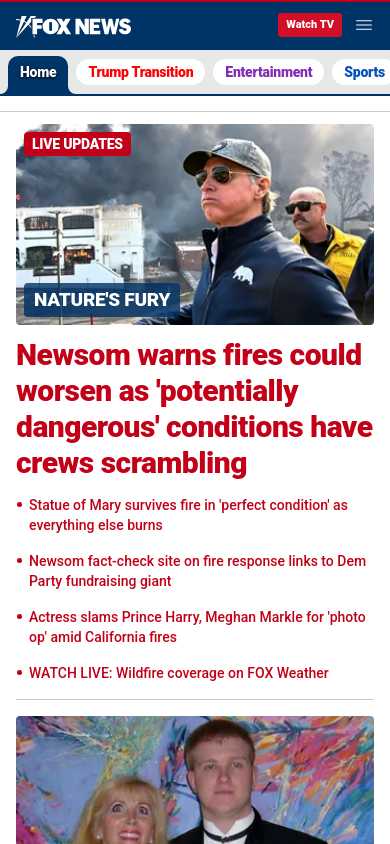 FOX NEWS
Watch TV
Home
Trump Transition
Entertainment
Sports
LIVE UPDATES
NATURE'S FURY
Newsom warns fires could
worsen as 'potentially
dangerous' conditions have
crews scrambling
• Statue of Mary survives fire in 'perfect condition' as
everything else burns
• Newsom fact-check site on fire response links to Dem
Party fundraising giant
• Actress slams Prince Harry, Meghan Markle for 'photo
op' amid California fires
• WATCH LIVE: Wildfire coverage on FOX Weather